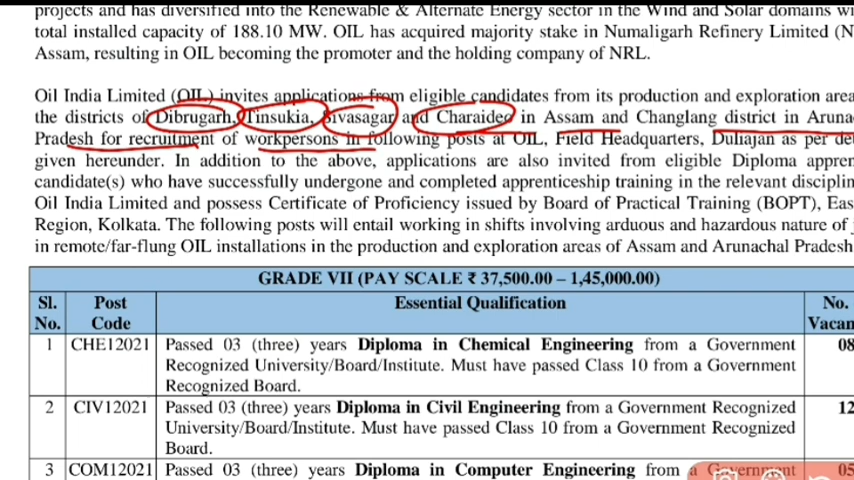 projects and has diversified into the Renewable & Alternate Energy sector in the Wind and Solar domains wi
total installed capacity of 188.10 MW. OIL has acquired majority stake in Numaligarh Refinery Limited (N
Assam, resulting in OIL becoming the promoter and the holding company of NRL.
Oil India Limited (OIL) invites applications from eligible candidates from its production and exploration area
the districts of Dibrugarh, Tinsukia, Sivasagar and Charaideo in Assam and Changlang district in Aruna
Pradesh for recruitment of workpersons in following posts at OIL, Field Headquarters, Duliajan as per de
given hereunder. In addition to the above, applications are also invited from eligible Diploma appren
candidate(s) who have successfully undergone and completed apprenticeship training in the relevant disciplin
Oil India Limited and possess Certificate of Proficiency issued by Board of Practical Training (BOPT), Eas
Region, Kolkata. The following posts will entail working in shifts involving arduous and hazardous nature of
in remote/far-flung OIL installations in the production and exploration areas of Assam and Arunachal Pradesh
GRADE VII (PAY SCALE ₹ 37,500.00 – 1,45,000.00)
Sl. No. Post Code Essential Qualification No. Vacan
1 CHE12021 Passed 03 (three) years Diploma in Chemical Engineering from a Government 08
Recognized University/Board/Institute. Must have passed Class 10 from a Government
Recognized Board.
2 CIV12021 Passed 03 (three) years Diploma in Civil Engineering from a Government Recognized 12
University/Board/Institute. Must have passed Class 10 from a Government Recognized
Board.
3 COM12021 Passed 03 (three) years Diploma in Computer Engineering from a Government 05